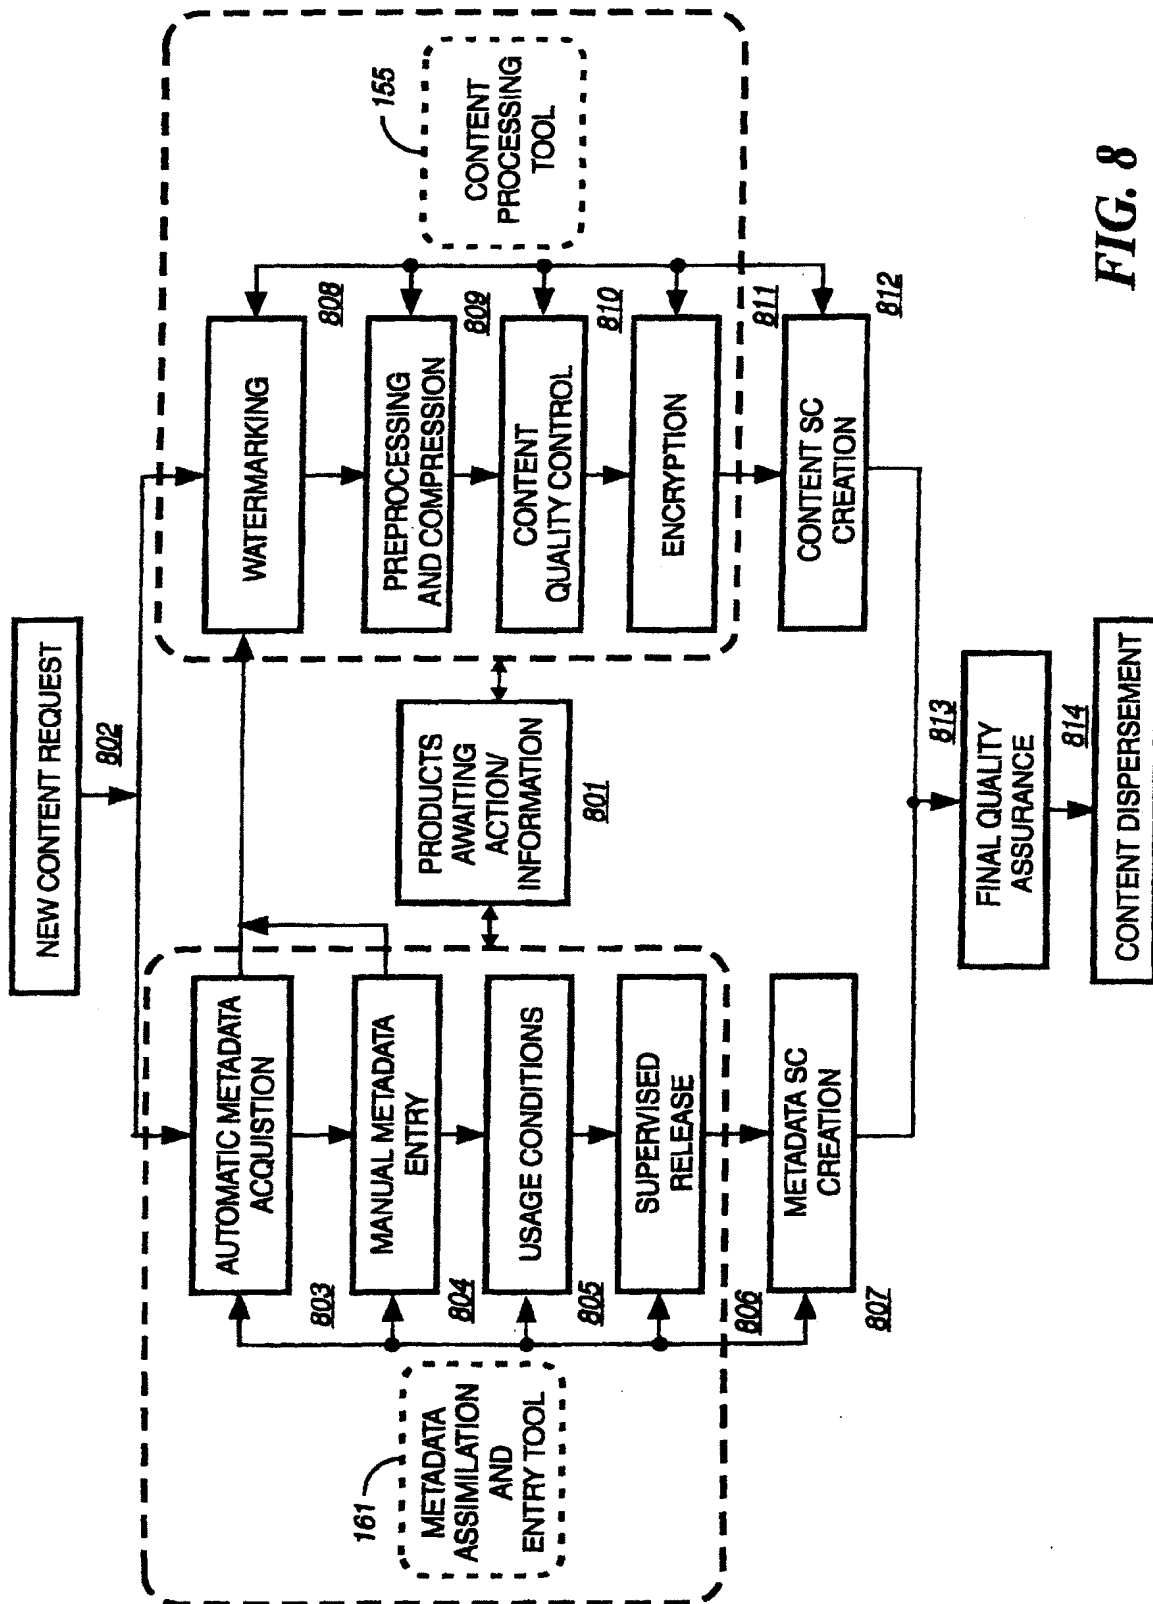 NEW CONTENT REQUEST
802
AUTOMATIC METADATA
ACQUISTION
803
MANUAL METADATA
ENTRY
804
USAGE CONDITIONS
805
SUPERVISED
RELEASE
806
METADATA SC
CREATION
807
161
METADATA
ASSIMILATION
AND
ENTRY TOOL
PRODUCTS
AWAITING
ACTION/
INFORMATION
801
WATERMARKING
808
PREPROCESSING
AND COMPRESSION
809
CONTENT
QUALITY CONTROL
810
ENCRYPTION
811
CONTENT SC
CREATION
812
155
CONTENT
PROCESSING
TOOL
813
FINAL QUALITY
ASSURANCE
814
CONTENT DISPERSEMENT
FIG. 8